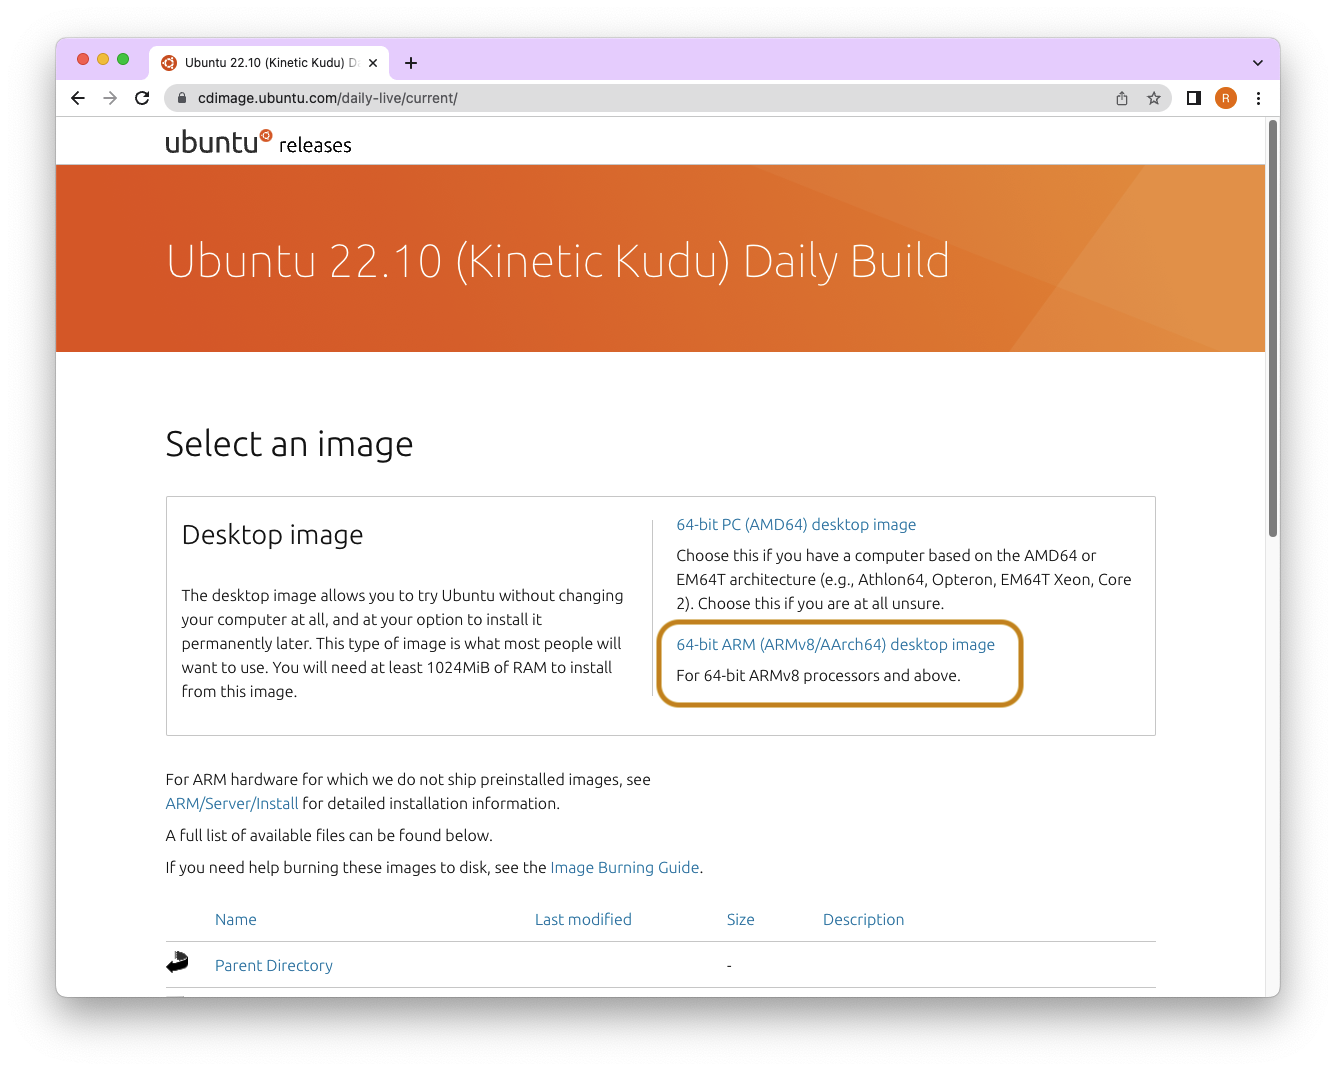 Ubuntu 22.10 (Kinetic Kudu) D
cdimage.ubuntu.com/daily-live/current/
R
ubuntu releases
Ubuntu 22.10 (Kinetic Kudu) Daily Build
Select an image
Desktop image
The desktop image allows you to try Ubuntu without changing
your computer at all, and at your option to install it
permanently later. This type of image is what most people will
want to use. You will need at least 1024MiB of RAM to install
from this image.
64-bit PC (AMD64) desktop image
Choose this if you have a computer based on the AMD64 or
EM64T architecture (e.g., Athlon64, Opteron, EM64T Xeon, Core
2). Choose this if you are at all unsure.
64-bit ARM (ARMv8/AArch64) desktop image
For 64-bit ARMv8 processors and above.
For ARM hardware for which we do not ship preinstalled images, see
ARM/Server/Install for detailed installation information.
A full list of available files can be found below.
If you need help burning these images to disk, see the Image Burning Guide.
Name Last modified Size Description
Parent Directory -